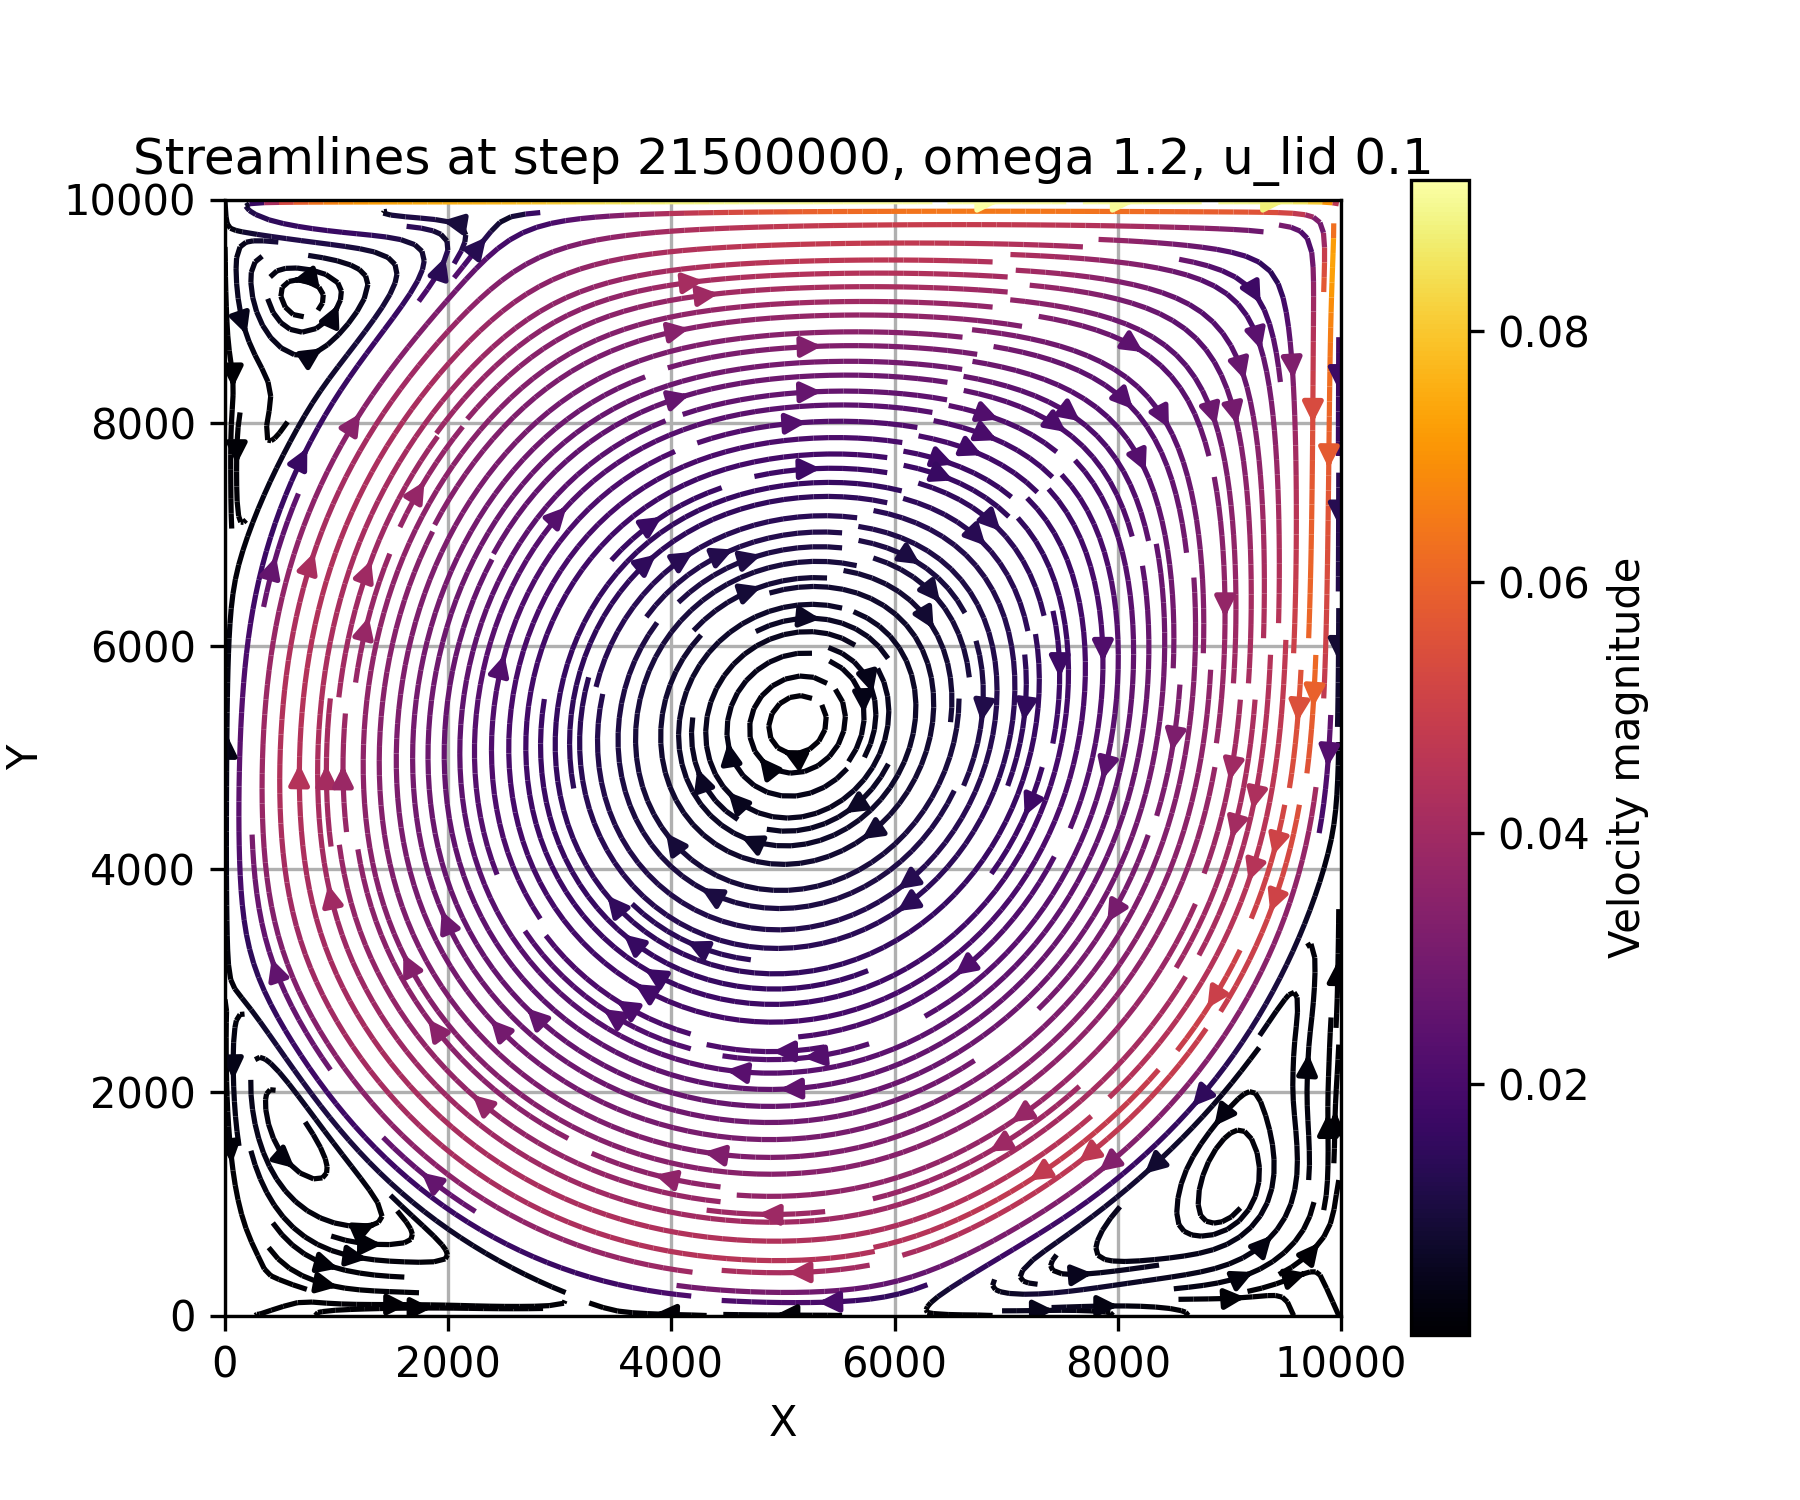 Streamlines at step 21500000, omega 1.2, u_lid 0.1
10000
8000
6000
4000
2000
0
Y
0 2000 4000 6000 8000 10000
X
0.08
0.06
0.04
0.02
Velocity magnitude